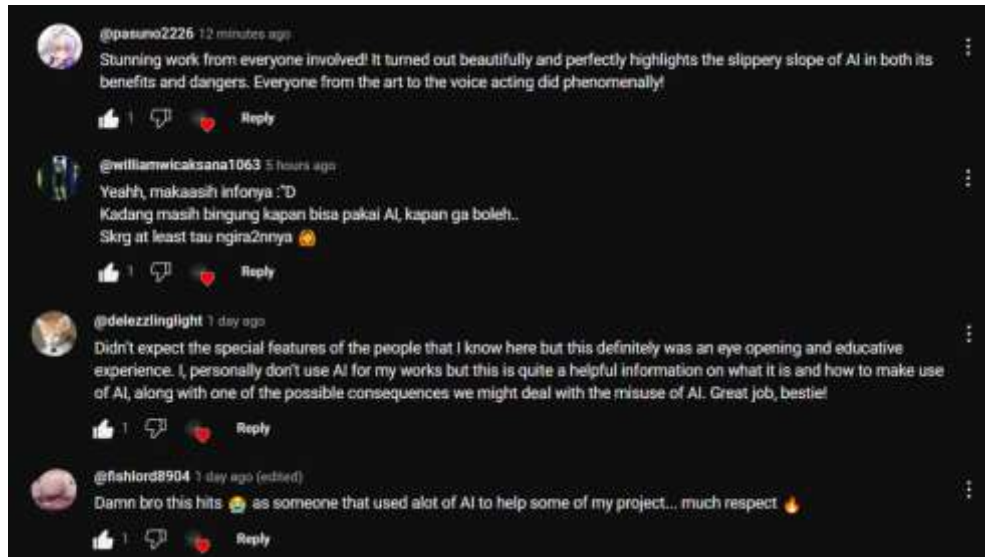 @pasuno2226 12 minutes ago
Stunning work from everyone involved! It turned out beautifully and perfectly highlights the slippery slope of AI in both its
benefits and dangers. Everyone from the art to the voice acting did phenomenally!
1 Reply
@williamwicaksana1063 5 hours ago
Yeahh, makaasih infonya :"D
Kadang masih bingung kapan bisa pakai AI, kapan ga boleh..
Skrg at least tau ngira2nnya 🙆
1 Reply
@delezzlinglight 1 day ago
Didn't expect the special features of the people that I know here but this definitely was an eye opening and educative
experience. I, personally don't use AI for my works but this is quite a helpful information on what it is and how to make use
of AI, along with one of the possible consequences we might deal with the misuse of AI. Great job, bestie!
1 Reply
@fishlord8904 1 day ago (edited)
Damn bro this hits 😭 as someone that used alot of AI to help some of my project... much respect 🔥
1 Reply